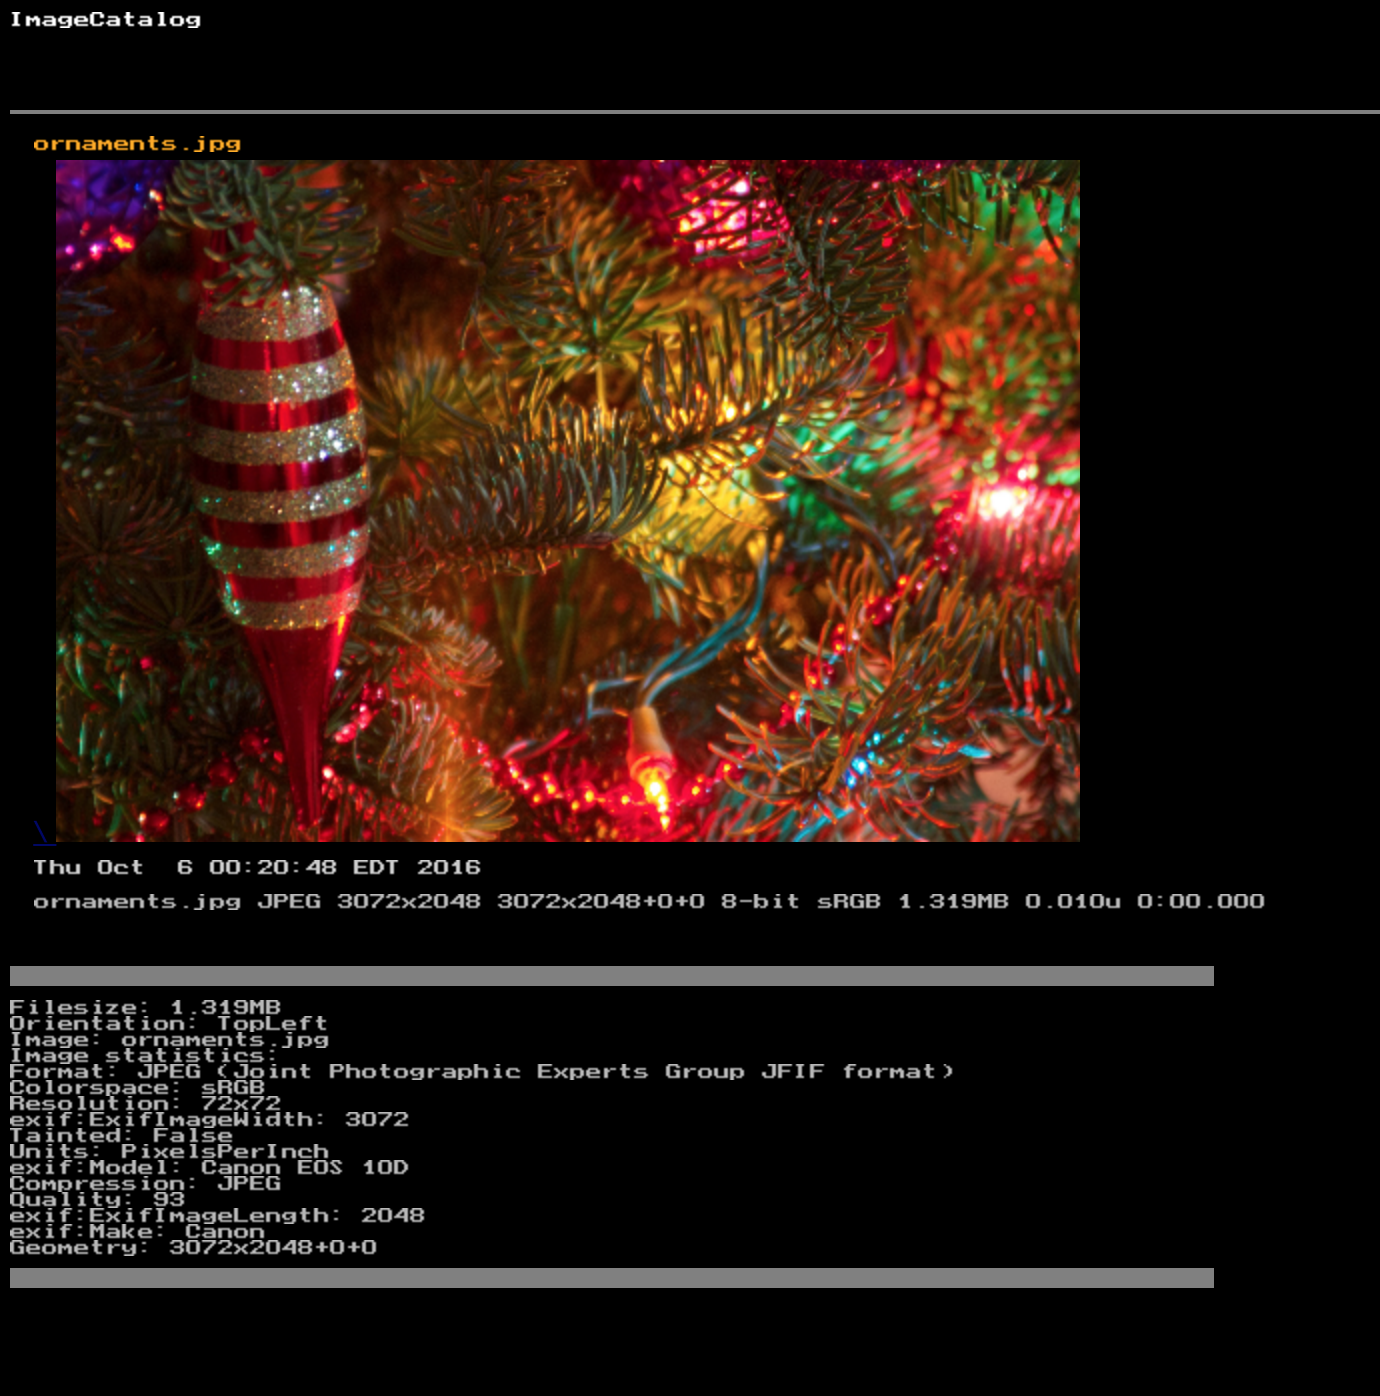 ImageCatalog
ornaments.jpg
\
Thu Oct  6 00:20:48 EDT 2016
ornaments.jpg JPEG 3072x2048 3072x2048+0+0 8-bit sRGB 1.319MB 0.010u 0:00.000
Filesize: 1.319MB
Orientation: TopLeft
Image: ornaments.jpg
Image statistics:
Format: JPEG (Joint Photographic Experts Group JFIF format)
Colorspace: sRGB
Resolution: 72x72
exif:ExifImageWidth: 3072
Tainted: False
Units: PixelsPerInch
exif:Model: Canon EOS 10D
Compression: JPEG
Quality: 93
exif:ExifImageLength: 2048
exif:Make: Canon
Geometry: 3072x2048+0+0